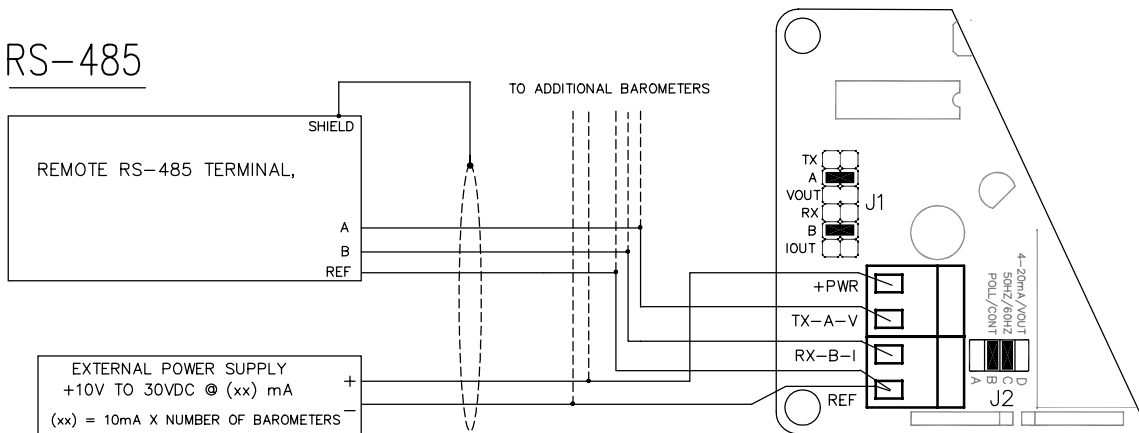 RS-485
TO ADDITIONAL BAROMETERS
SHIELD
REMOTE RS-485 TERMINAL,
A
B
REF
EXTERNAL POWER SUPPLY
+10V TO 30VDC @ (xx) mA
(xx) = 10mA X NUMBER OF BAROMETERS
+
−
TX
A
VOUT
RX
B
IOUT
J1
+PWR
TX-A-V
RX-B-I
REF
4-20mA/VOUT
50HZ/60HZ
POLL/CONT
A
B
C
D
J2